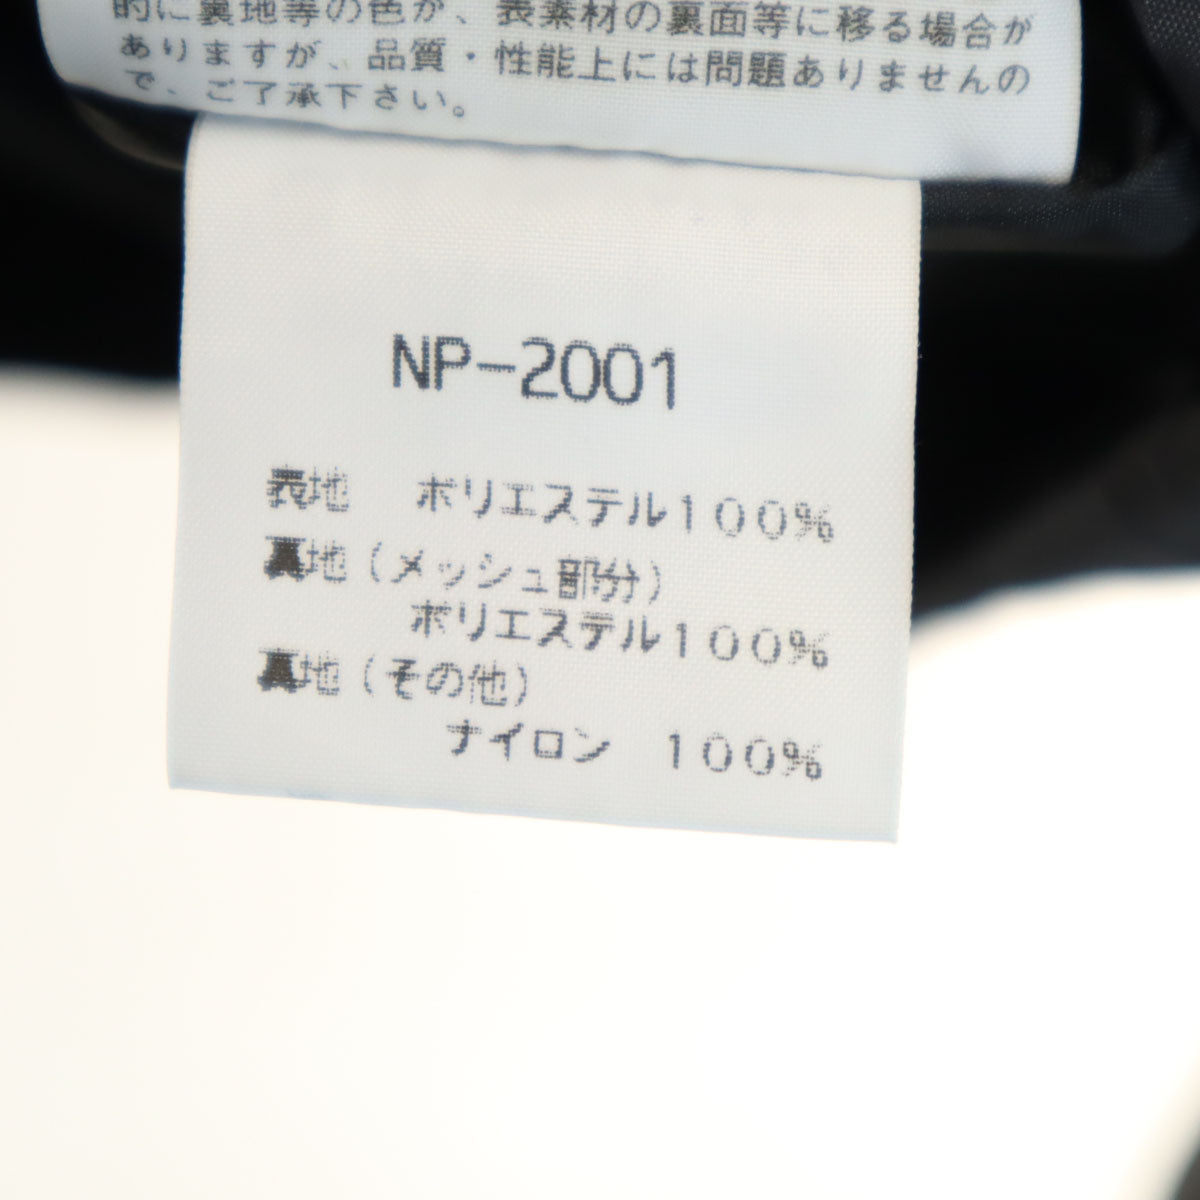 的に裏地等の色が、表素材の裏面等に移る場合が
ありますが、品質・性能上には問題ありませんの
で、ご了承下さい。
NP-2001
表地 ポリエステル100%
裏地(メッシュ部分)
ポリエステル100%
裏地(その他)
ナイロン 100%